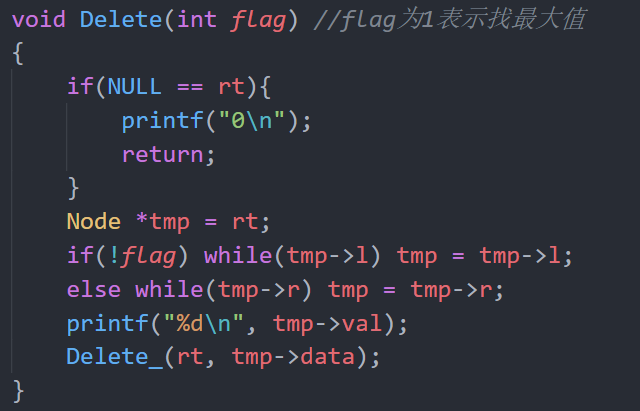 void Delete(int flag) //flag为1表示找最大值
{
    if(NULL == rt){
        printf("0\n");
        return;
    }
    Node *tmp = rt;
    if(!flag) while(tmp->l) tmp = tmp->l;
    else while(tmp->r) tmp = tmp->r;
    printf("%d\n", tmp->val);
    Delete_(rt, tmp->data);
}